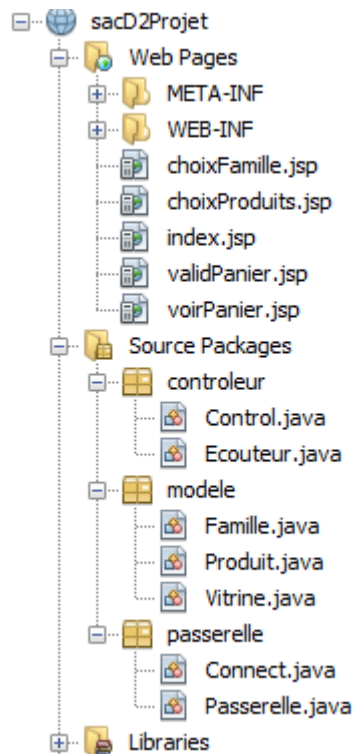 sacD2Projet
Web Pages
META-INF
WEB-INF
choixFamille.jsp
choixProduits.jsp
index.jsp
validPanier.jsp
voirPanier.jsp
Source Packages
controleur
Control.java
Ecouteur.java
modele
Famille.java
Produit.java
Vitrine.java
passerelle
Connect.java
Passerelle.java
Libraries